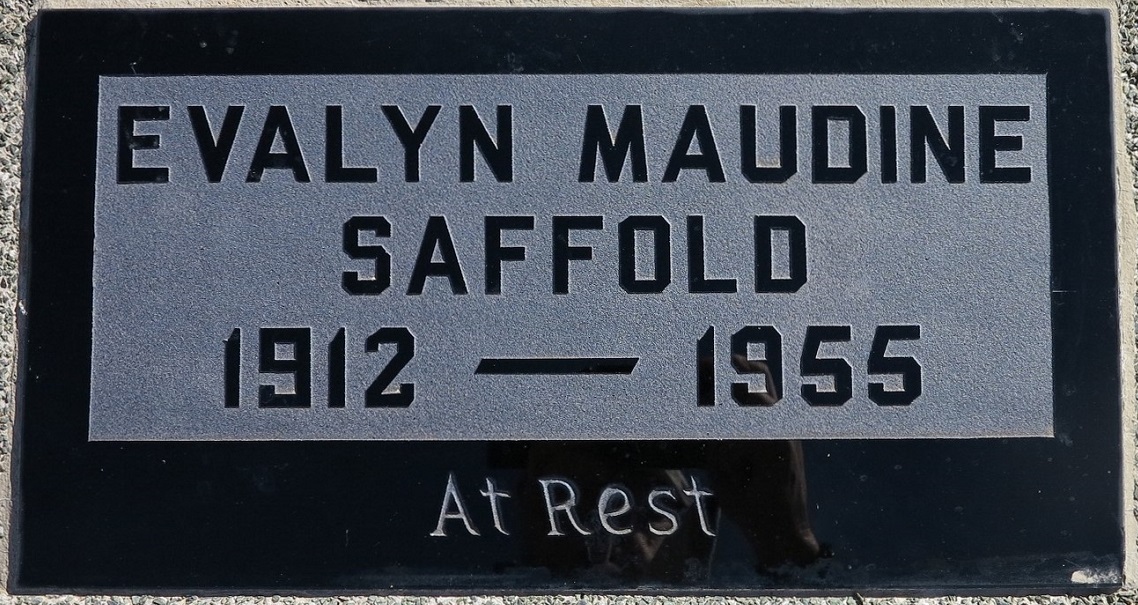 EVALYN MAUDINE
SAFFOLD
1912 — 1955
At Rest